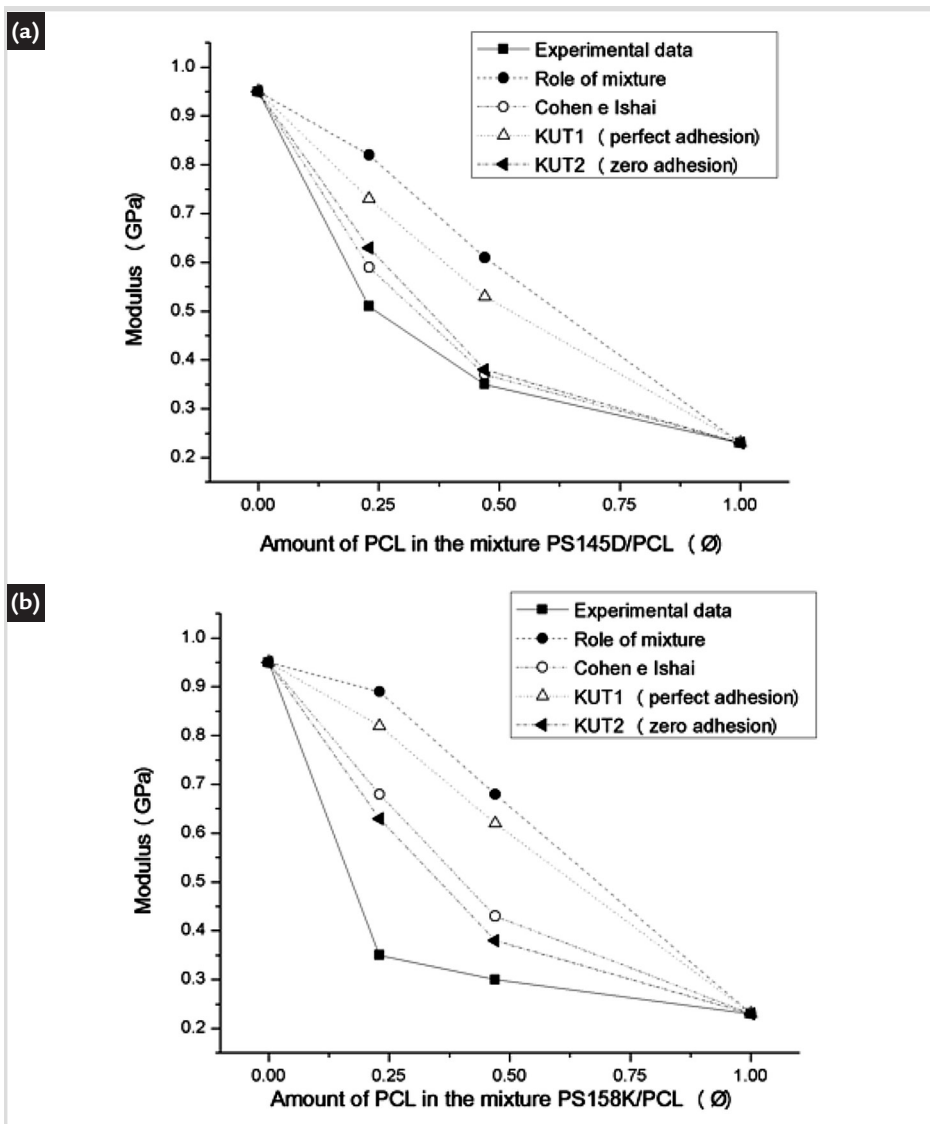 (a)
Experimental data
Role of mixture
Cohen e Ishai
KUT1 ( perfect adhesion)
KUT2 ( zero adhesion)
1.0
0.9
0.8
0.7
0.6
0.5
0.4
0.3
0.2
Modulus ( GPa)
0.00 0.25 0.50 0.75 1.00
Amount of PCL in the mixture PS145D/PCL ( Ø)
(b)
Experimental data
Role of mixture
Cohen e Ishai
KUT1 ( perfect adhesion)
KUT2 ( zero adhesion)
1.0
0.9
0.8
0.7
0.6
0.5
0.4
0.3
0.2
Modulus ( GPa)
0.00 0.25 0.50 0.75 1.00
Amount of PCL in the mixture PS158K/PCL ( Ø)